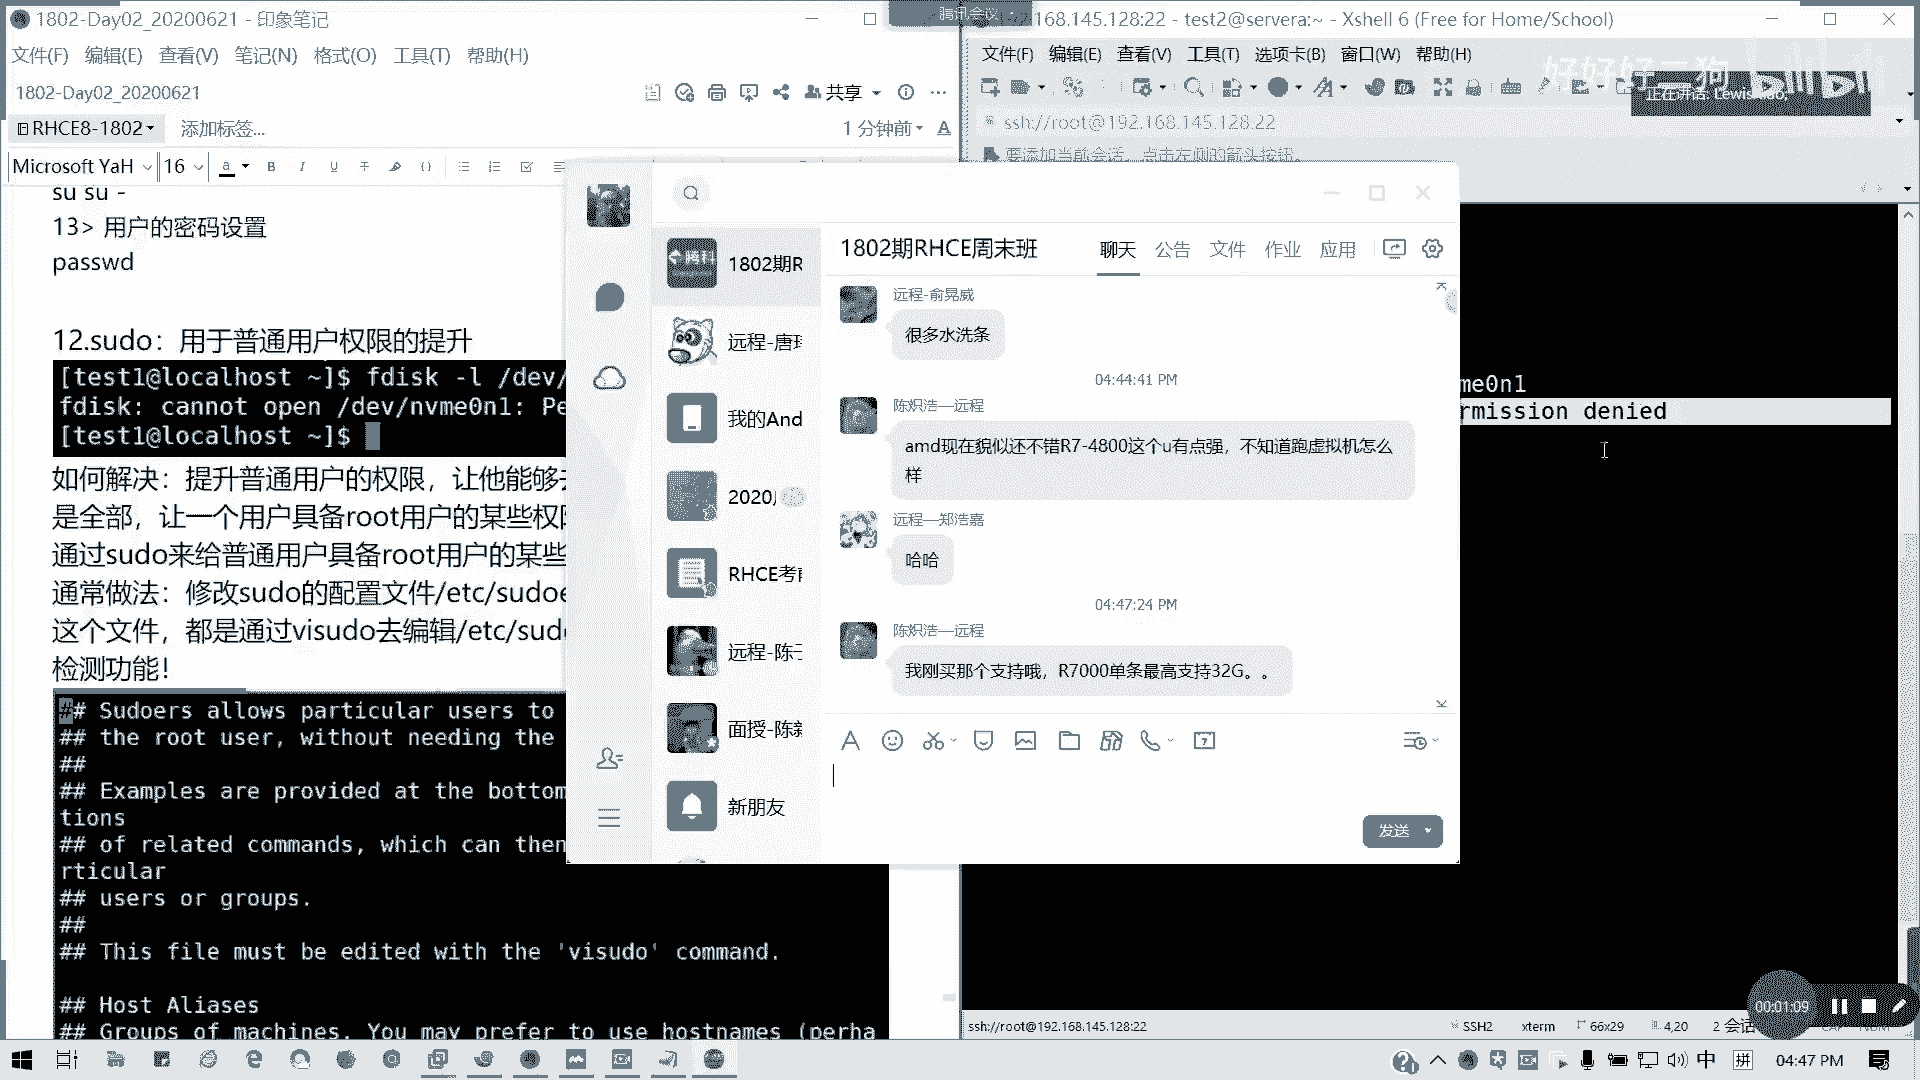 1802-Day02_20200621 - 印象笔记
文件(F) 编辑(E) 查看(V) 笔记(N) 格式(O) 工具(T) 帮助(H)
1802-Day02_20200621
共享
RHCE8-1802
添加标签...
1 分钟前
Microsoft YaH
16
su su -
13> 用户的密码设置
passwd
12.sudo：用于普通用户权限的提升
[test1@localhost ~]$ fdisk -l /dev/
fdisk: cannot open /dev/nvme0n1: Pe
[test1@localhost ~]$
如何解决：提升普通用户的权限，让他能够
是全部，让一个用户具备root用户的某些权
通过sudo来给普通用户具备root用户的某些
通常做法：修改sudo的配置文件/etc/sudoe
这个文件，都是通过visudo去编辑/etc/sud
检测功能！
## Sudoers allows particular users to
## the root user, without needing the
##
## Examples are provided at the bottom
tions
## of related commands, which can then
rticular
## users or groups.
##
## This file must be edited with the 'visudo' command.
## Host Aliases
## Groups of machines. You may prefer to use hostnames (perha
腾讯会议
168.145.128:22 - test2@servera:~ - Xshell 6 (Free for Home/School)
文件(F) 编辑(E) 查看(V) 工具(T) 选项卡(B) 窗口(W) 帮助(H)
好好好二狗
bilibili
正在讲话: Lewis
ssh://root@192.168.145.128:22
要添加当前会话，点击左侧的箭头按钮。
me0n1
rmission denied
1802期R
远程-唐
我的And
2020
RHCE考
远程-陈
面授-陈
新朋友
1802期RHCE周末班
聊天 公告 文件 作业 应用
远程-俞晃威
很多水洗条
04:44:41 PM
陈炽浩—远程
amd现在貌似还不错R7-4800这个u有点强，不知道跑虚拟机怎么
样
远程—郑浩嘉
哈哈
04:47:24 PM
陈炽浩—远程
我刚买那个支持哦，R7000单条最高支持32G。。
发送
00:01:09
ssh://root@192.168.145.128:22
SSH2 xterm 66x29 4,20 2 会话
中 拼 04:47 PM